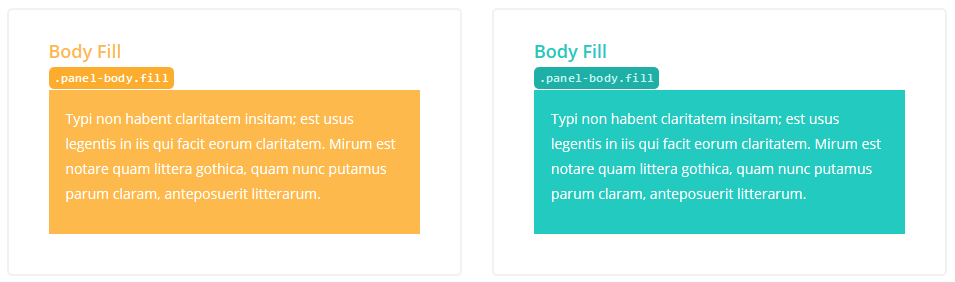 Body Fill
.panel-body.fill
Typi non habent claritatem insitam; est usus
legentis in iis qui facit eorum claritatem. Mirum est
notare quam littera gothica, quam nunc putamus
parum claram, anteposuerit litterarum.
Body Fill
.panel-body.fill
Typi non habent claritatem insitam; est usus
legentis in iis qui facit eorum claritatem. Mirum est
notare quam littera gothica, quam nunc putamus
parum claram, anteposuerit litterarum.